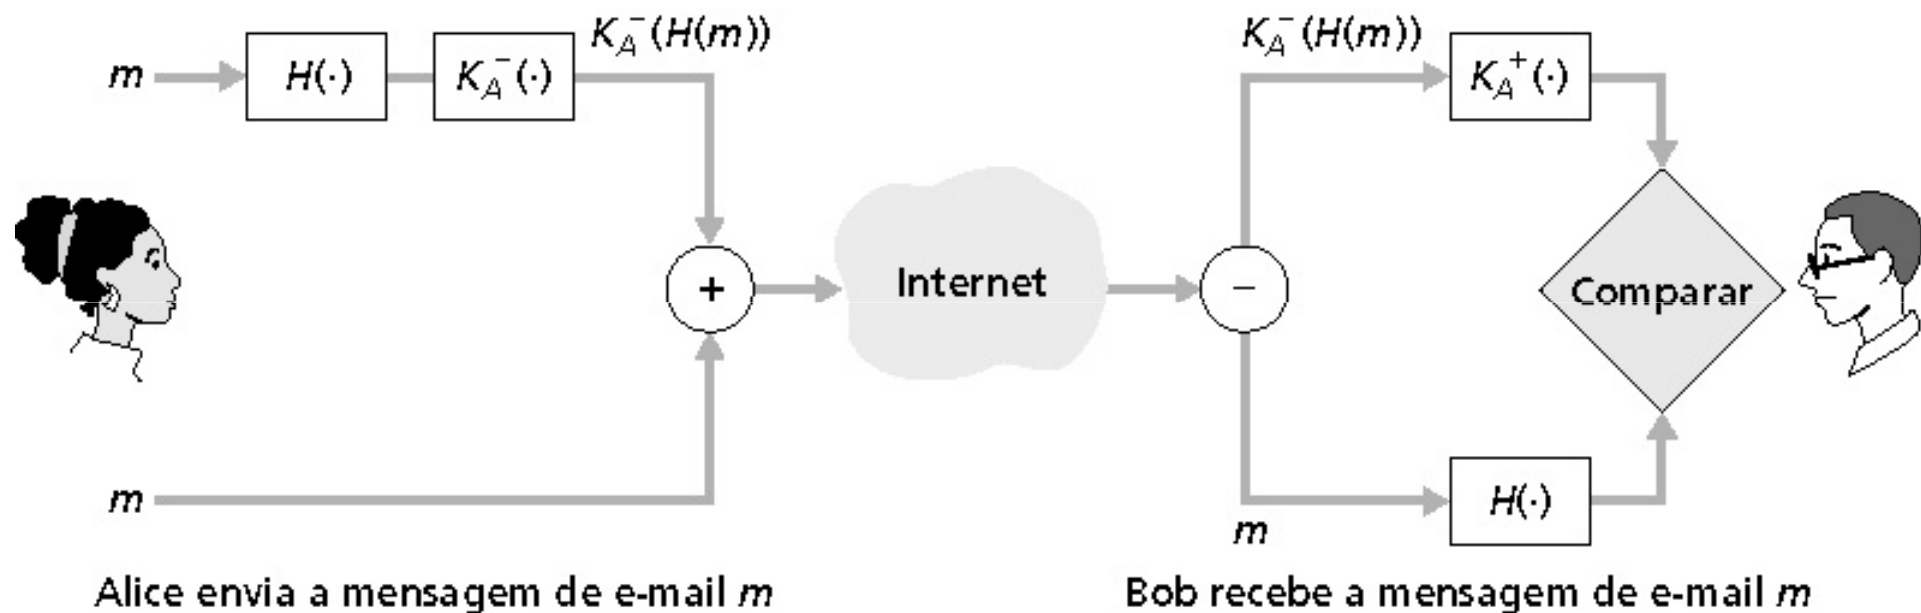 m
H(·)
K_A^-(·)
K_A^-(H(m))
+
m
Alice envia a mensagem de e-mail m
Internet
−
K_A^-(H(m))
K_A^+(·)
Comparar
m
H(·)
Bob recebe a mensagem de e-mail m